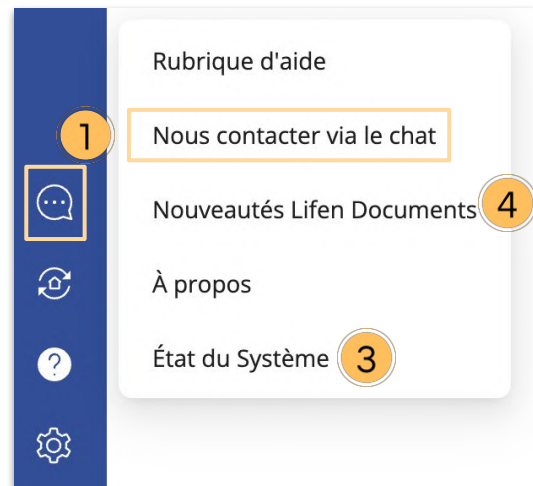 Rubrique d'aide
1 Nous contacter via le chat
Nouveautés Lifen Documents 4
À propos
? État du Système 3